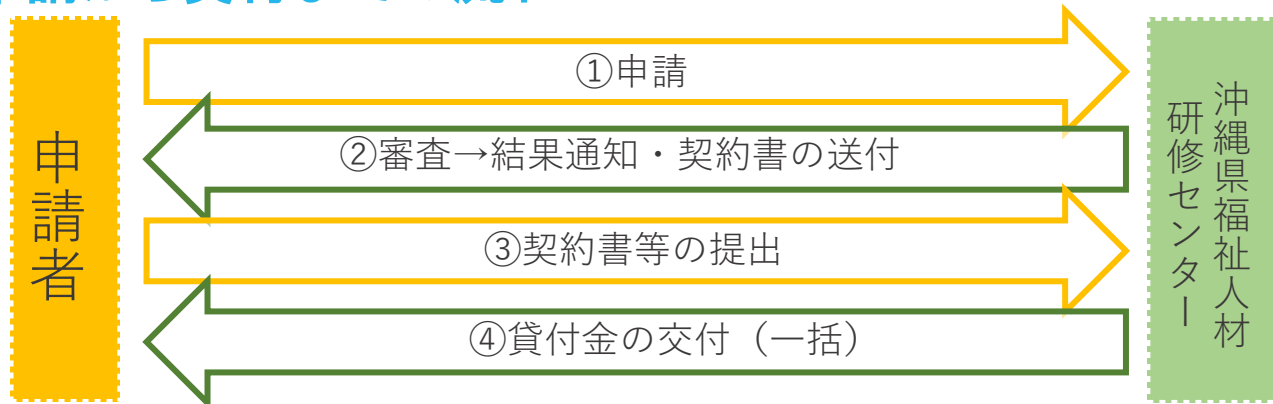 申請者
①申請
②審査→結果通知・契約書の送付
③契約書等の提出
④貸付金の交付（一括）
沖縄県福祉人材
研修センター